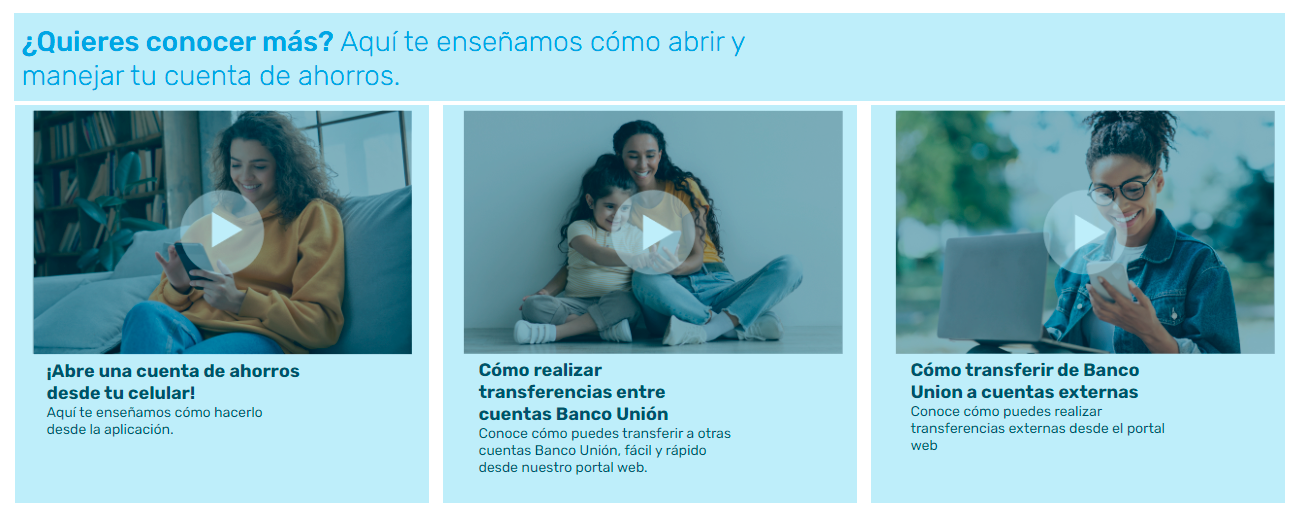 ¿Quieres conocer más? Aquí te enseñamos cómo abrir y
manejar tu cuenta de ahorros.
¡Abre una cuenta de ahorros
desde tu celular!
Aquí te enseñamos cómo hacerlo
desde la aplicación.
Cómo realizar
transferencias entre
cuentas Banco Unión
Conoce cómo puedes transferir a otras
cuentas Banco Unión, fácil y rápido
desde nuestro portal web.
Cómo transferir de Banco
Union a cuentas externas
Conoce cómo puedes realizar
transferencias externas desde el portal
web